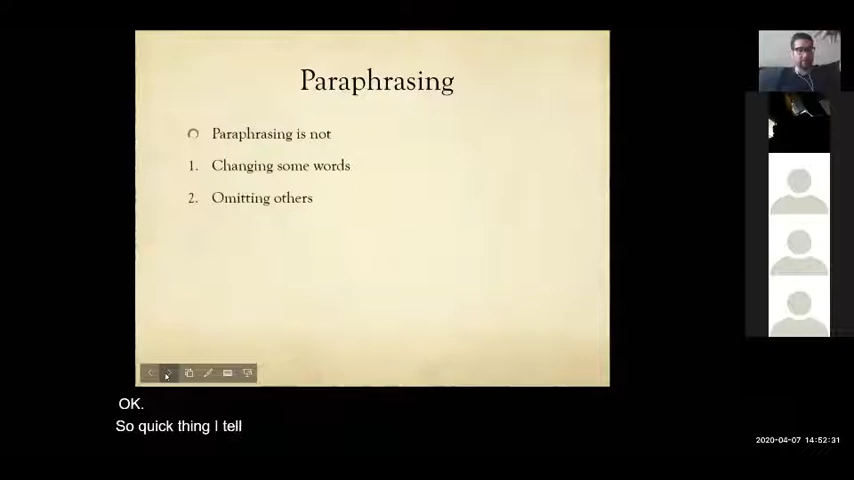 Paraphrasing
Paraphrasing is not
1. Changing some words
2. Omitting others
OK.
So quick thing I tell
2020-04-07 14:52:31